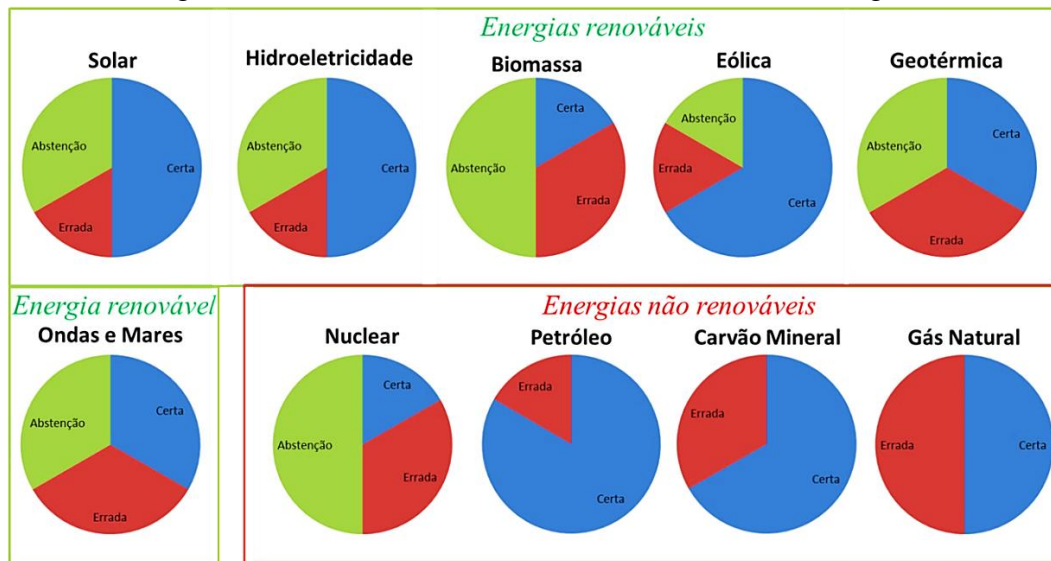 Energias renováveis
Solar
Hidroeletricidade
Biomassa
Eólica
Geotérmica
Abstenção
Certa
Errada
Abstenção
Certa
Errada
Certa
Abstenção
Errada
Abstenção
Errada
Certa
Abstenção
Certa
Errada
Energia renovável
Ondas e Mares
Abstenção
Certa
Errada
Energias não renováveis
Nuclear
Petróleo
Carvão Mineral
Gás Natural
Certa
Abstenção
Errada
Errada
Certa
Errada
Certa
Errada
Certa